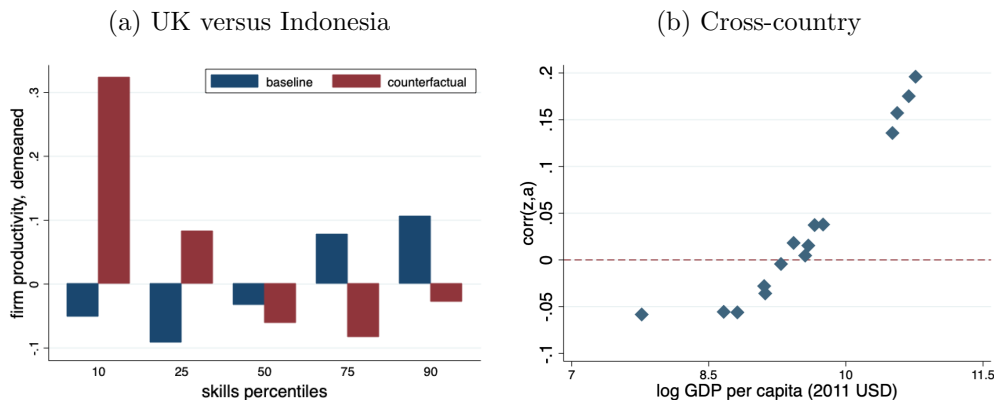 (a) UK versus Indonesia
firm productivity, demeaned
.3
.2
.1
0
-.1
baseline
counterfactual
10 25 50 75 90
skills percentiles
(b) Cross-country
corr(z,a)
.2
.15
.1
.05
0
-.05
-.1
7 8.5 10 11.5
log GDP per capita (2011 USD)